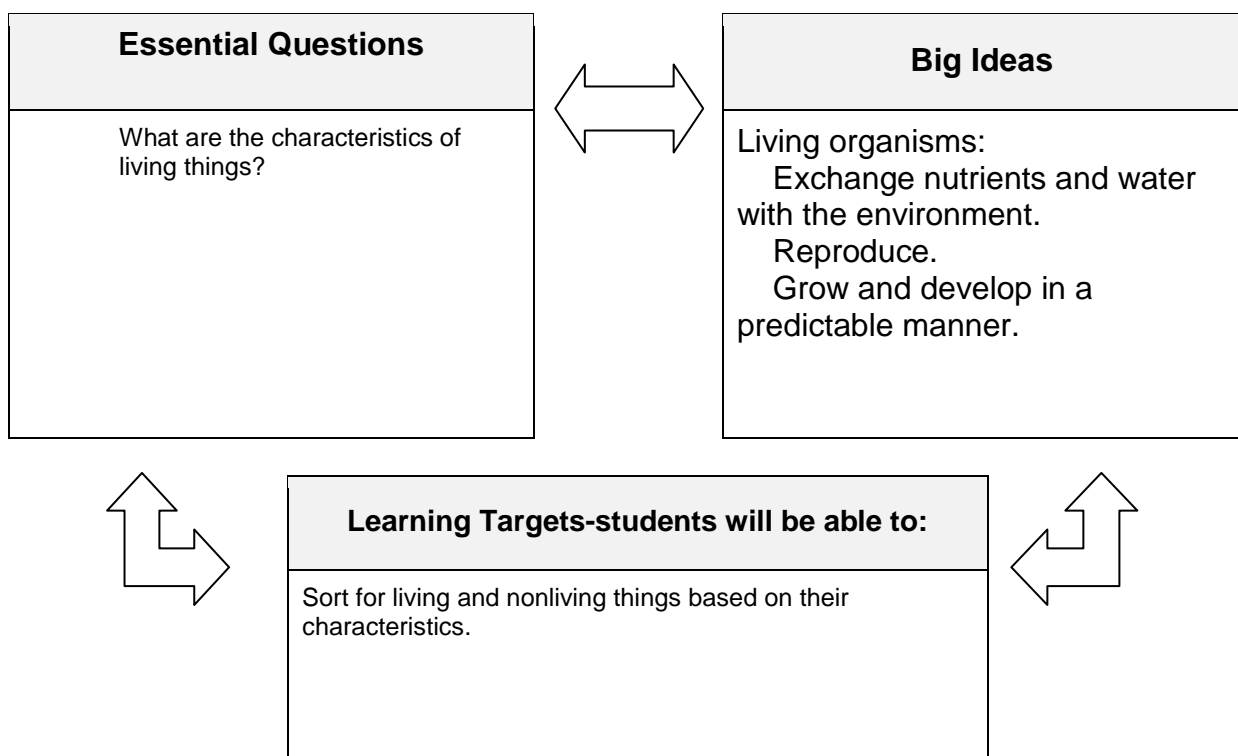 Essential Questions
What are the characteristics of
living things?
Big Ideas
Living organisms:
Exchange nutrients and water
with the environment.
Reproduce.
Grow and develop in a
predictable manner.
Learning Targets-students will be able to:
Sort for living and nonliving things based on their
characteristics.